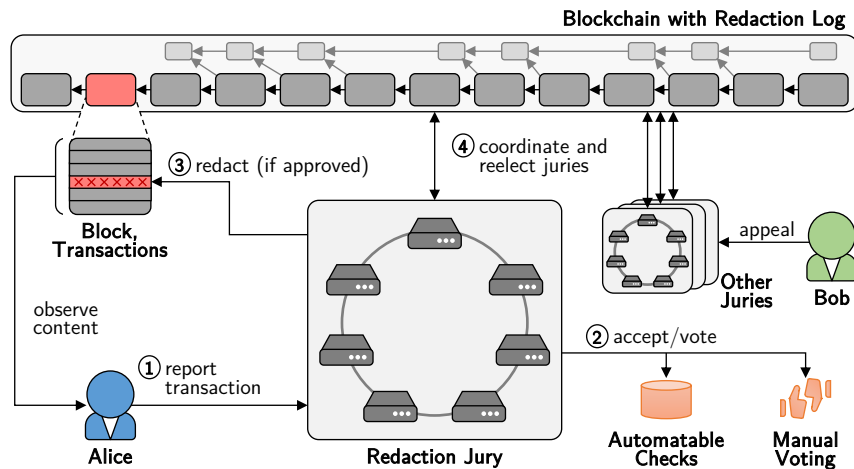 Blockchain with Redaction Log
③ redact (if approved)
④ coordinate and
reelect juries
Block,
Transactions
appeal
Other
Juries
Bob
observe
content
① report
transaction
② accept/vote
Alice
Redaction Jury
Automatable
Checks
Manual
Voting